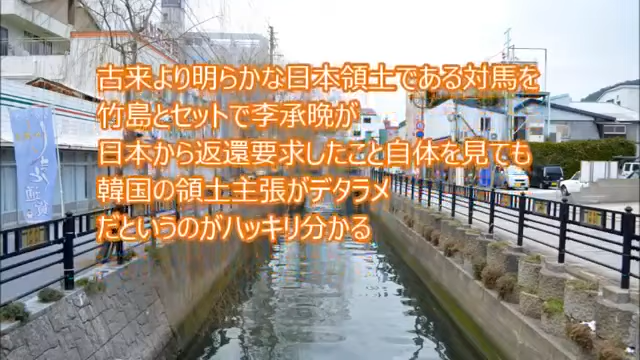 古来より明らかな日本領土である対馬を
竹島とセットで李承晩が
日本から返還要求したこと自体を見ても
韓国の領土主張がデタラメ
だというのがハッキリ分かる